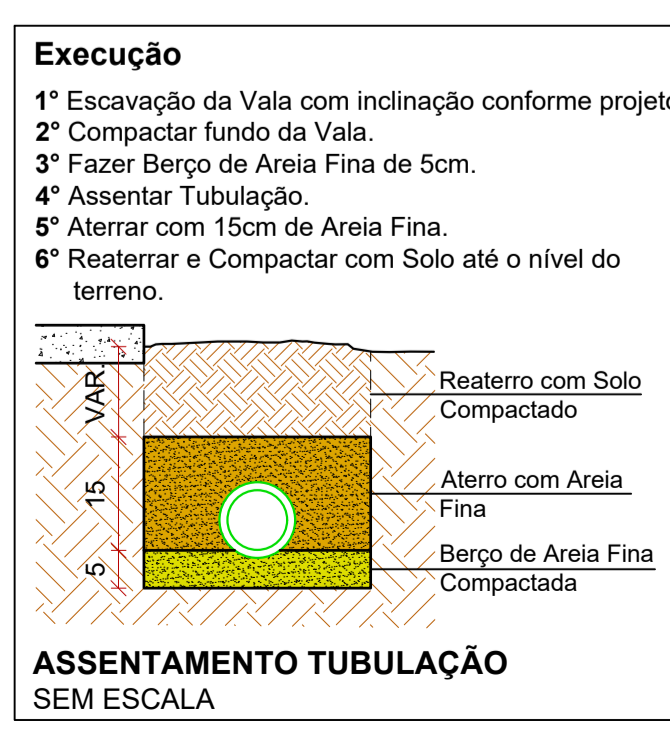 Execução
1° Escavação da Vala com inclinação conforme projeto
2° Compactar fundo da Vala.
3° Fazer Berço de Areia Fina de 5cm.
4° Assentar Tubulação.
5° Aterrar com 15cm de Areia Fina.
6° Reaterrar e Compactar com Solo até o nível do
terreno.
VAR.
15
5
Reaterro com Solo
Compactado
Aterro com Areia
Fina
Berço de Areia Fina
Compactada
ASSENTAMENTO TUBULAÇÃO
SEM ESCALA